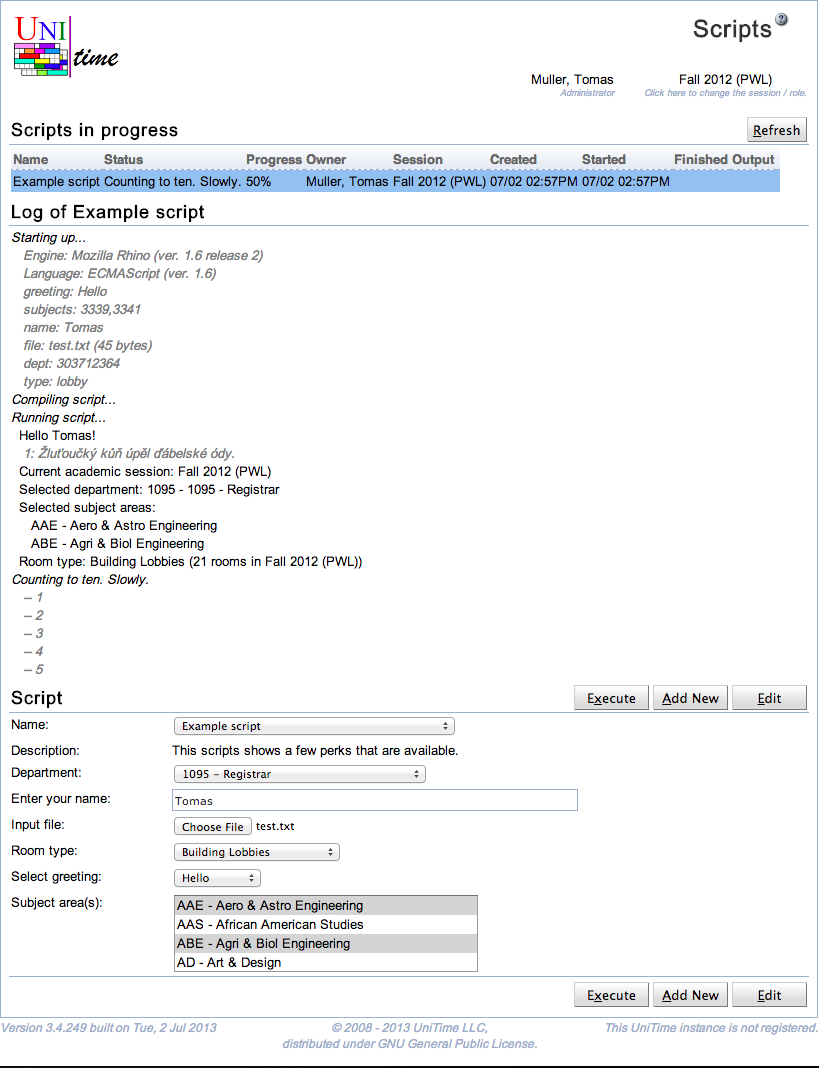 UNI
time
Scripts
?
Muller, Tomas
Fall 2012 (PWL)
Administrator
Click here to change the session / role.
Scripts in progress
Refresh
Name Status Progress Owner Session Created Started Finished Output
Example script Counting to ten. Slowly. 50% Muller, Tomas Fall 2012 (PWL) 07/02 02:57PM 07/02 02:57PM
Log of Example script
Starting up...
Engine: Mozilla Rhino (ver. 1.6 release 2)
Language: ECMAScript (ver. 1.6)
greeting: Hello
subjects: 3339,3341
name: Tomas
file: test.txt (45 bytes)
dept: 303712364
type: lobby
Compiling script...
Running script...
Hello Tomas!
1: Žluťoučký kůň úpěl ďábelské ódy.
Current academic session: Fall 2012 (PWL)
Selected department: 1095 - 1095 - Registrar
Selected subject areas:
AAE - Aero & Astro Engineering
ABE - Agri & Biol Engineering
Room type: Building Lobbies (21 rooms in Fall 2012 (PWL))
Counting to ten. Slowly.
– 1
– 2
– 3
– 4
– 5
Script
Execute Add New Edit
Name: Example script
Description: This scripts shows a few perks that are available.
Department: 1095 – Registrar
Enter your name: Tomas
Input file: Choose File test.txt
Room type: Building Lobbies
Select greeting: Hello
Subject area(s): AAE - Aero & Astro Engineering
AAS - African American Studies
ABE - Agri & Biol Engineering
AD - Art & Design
Execute Add New Edit
Version 3.4.249 built on Tue, 2 Jul 2013
© 2008 - 2013 UniTime LLC,
This UniTime instance is not registered.
distributed under GNU General Public License.